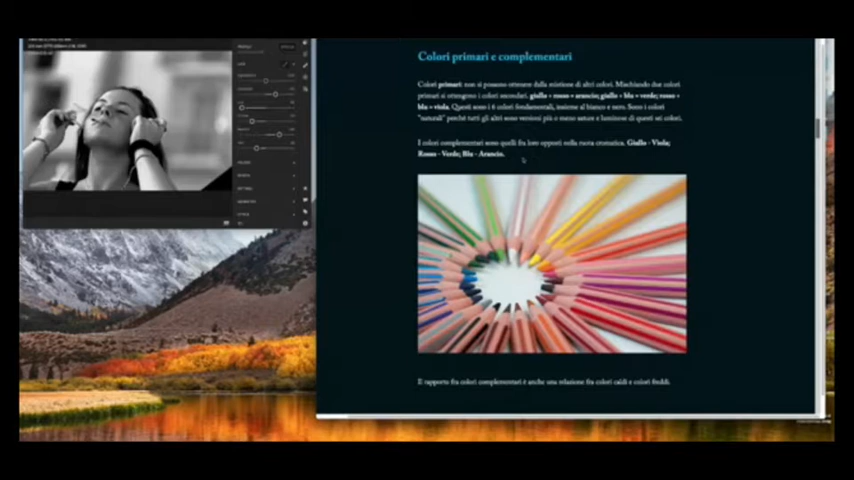 Colori primari e complementari
Colori primari: non si possono ottenere dalla mistione di altri colori. Mischiando due colori
primari si ottengono i colori secondari. giallo + rosso = arancio; giallo + blu = verde; rosso +
blu = viola. Questi sono i 6 colori fondamentali, insieme al bianco e nero. Sono i colori
"naturali" perché tutti gli altri sono versioni più o meno sature e luminose di questi sei colori.
I colori complementari sono quelli fra loro opposti sulla ruota cromatica. Giallo - Viola;
Rosso - Verde; Blu - Arancio.
Il rapporto fra colori complementari è anche una relazione fra colori caldi e colori freddi.